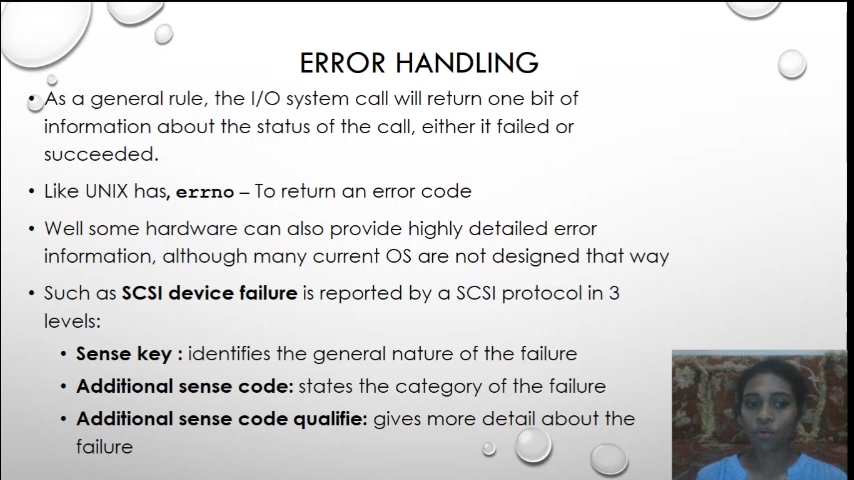 ERROR HANDLING
• As a general rule, the I/O system call will return one bit of
information about the status of the call, either it failed or
succeeded.
• Like UNIX has, errno – To return an error code
• Well some hardware can also provide highly detailed error
information, although many current OS are not designed that way
• Such as SCSI device failure is reported by a SCSI protocol in 3
levels:
• Sense key : identifies the general nature of the failure
• Additional sense code: states the category of the failure
• Additional sense code qualifie: gives more detail about the
failure